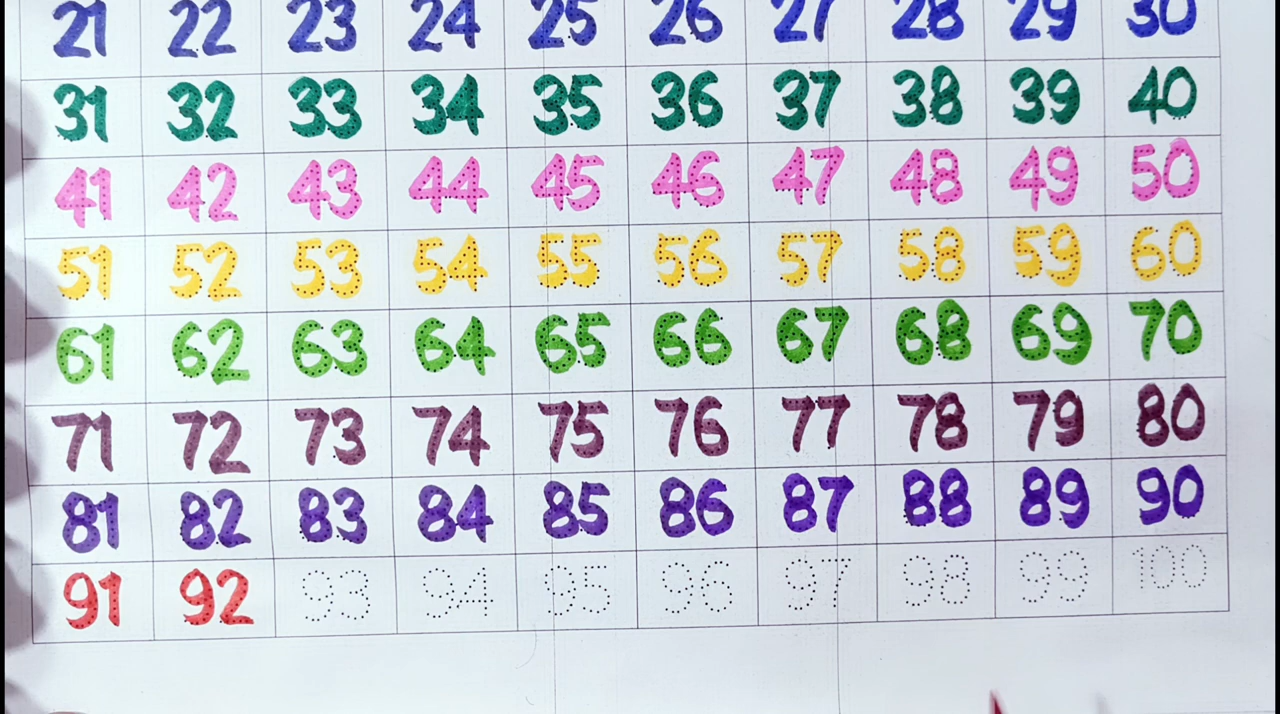 21 22 23 24 25 26 27 28 29 30
31 32 33 34 35 36 37 38 39 40
41 42 43 44 45 46 47 48 49 50
51 52 53 54 55 56 57 58 59 60
61 62 63 64 65 66 67 68 69 70
71 72 73 74 75 76 77 78 79 80
81 82 83 84 85 86 87 88 89 90
91 92 93 94 95 96 97 98 99 100